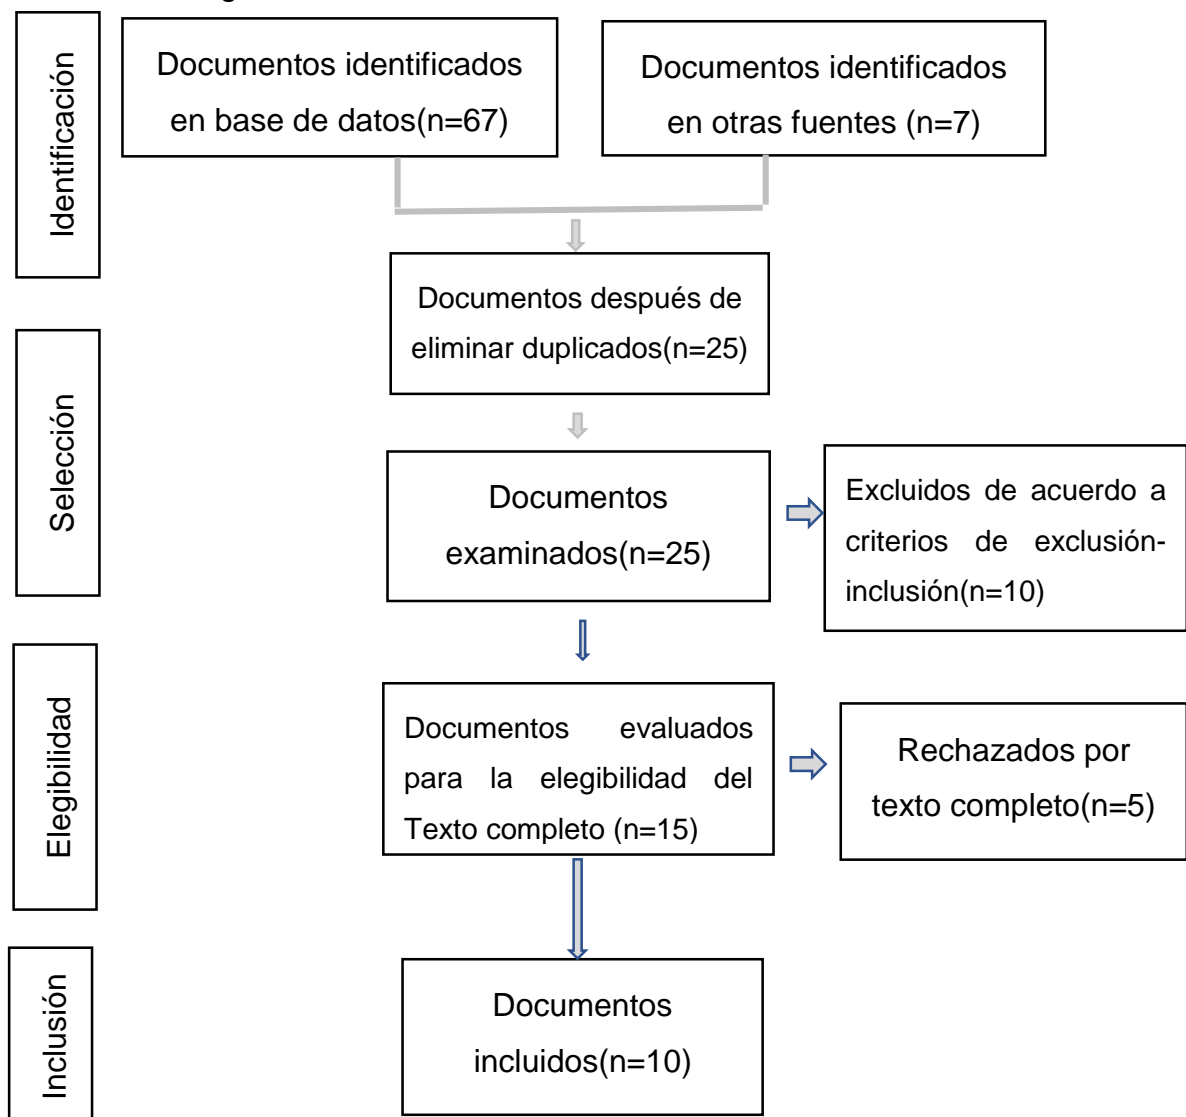 Identificación
Documentos identificados
en base de datos(n=67)
Documentos identificados
en otras fuentes (n=7)
Documentos después de
eliminar duplicados(n=25)
Selección
Documentos
examinados(n=25)
Excluidos de acuerdo a
criterios de exclusión-
inclusión(n=10)
Elegibilidad
Documentos evaluados
para la elegibilidad del
Texto completo (n=15)
Rechazados por
texto completo(n=5)
Inclusión
Documentos
incluidos(n=10)